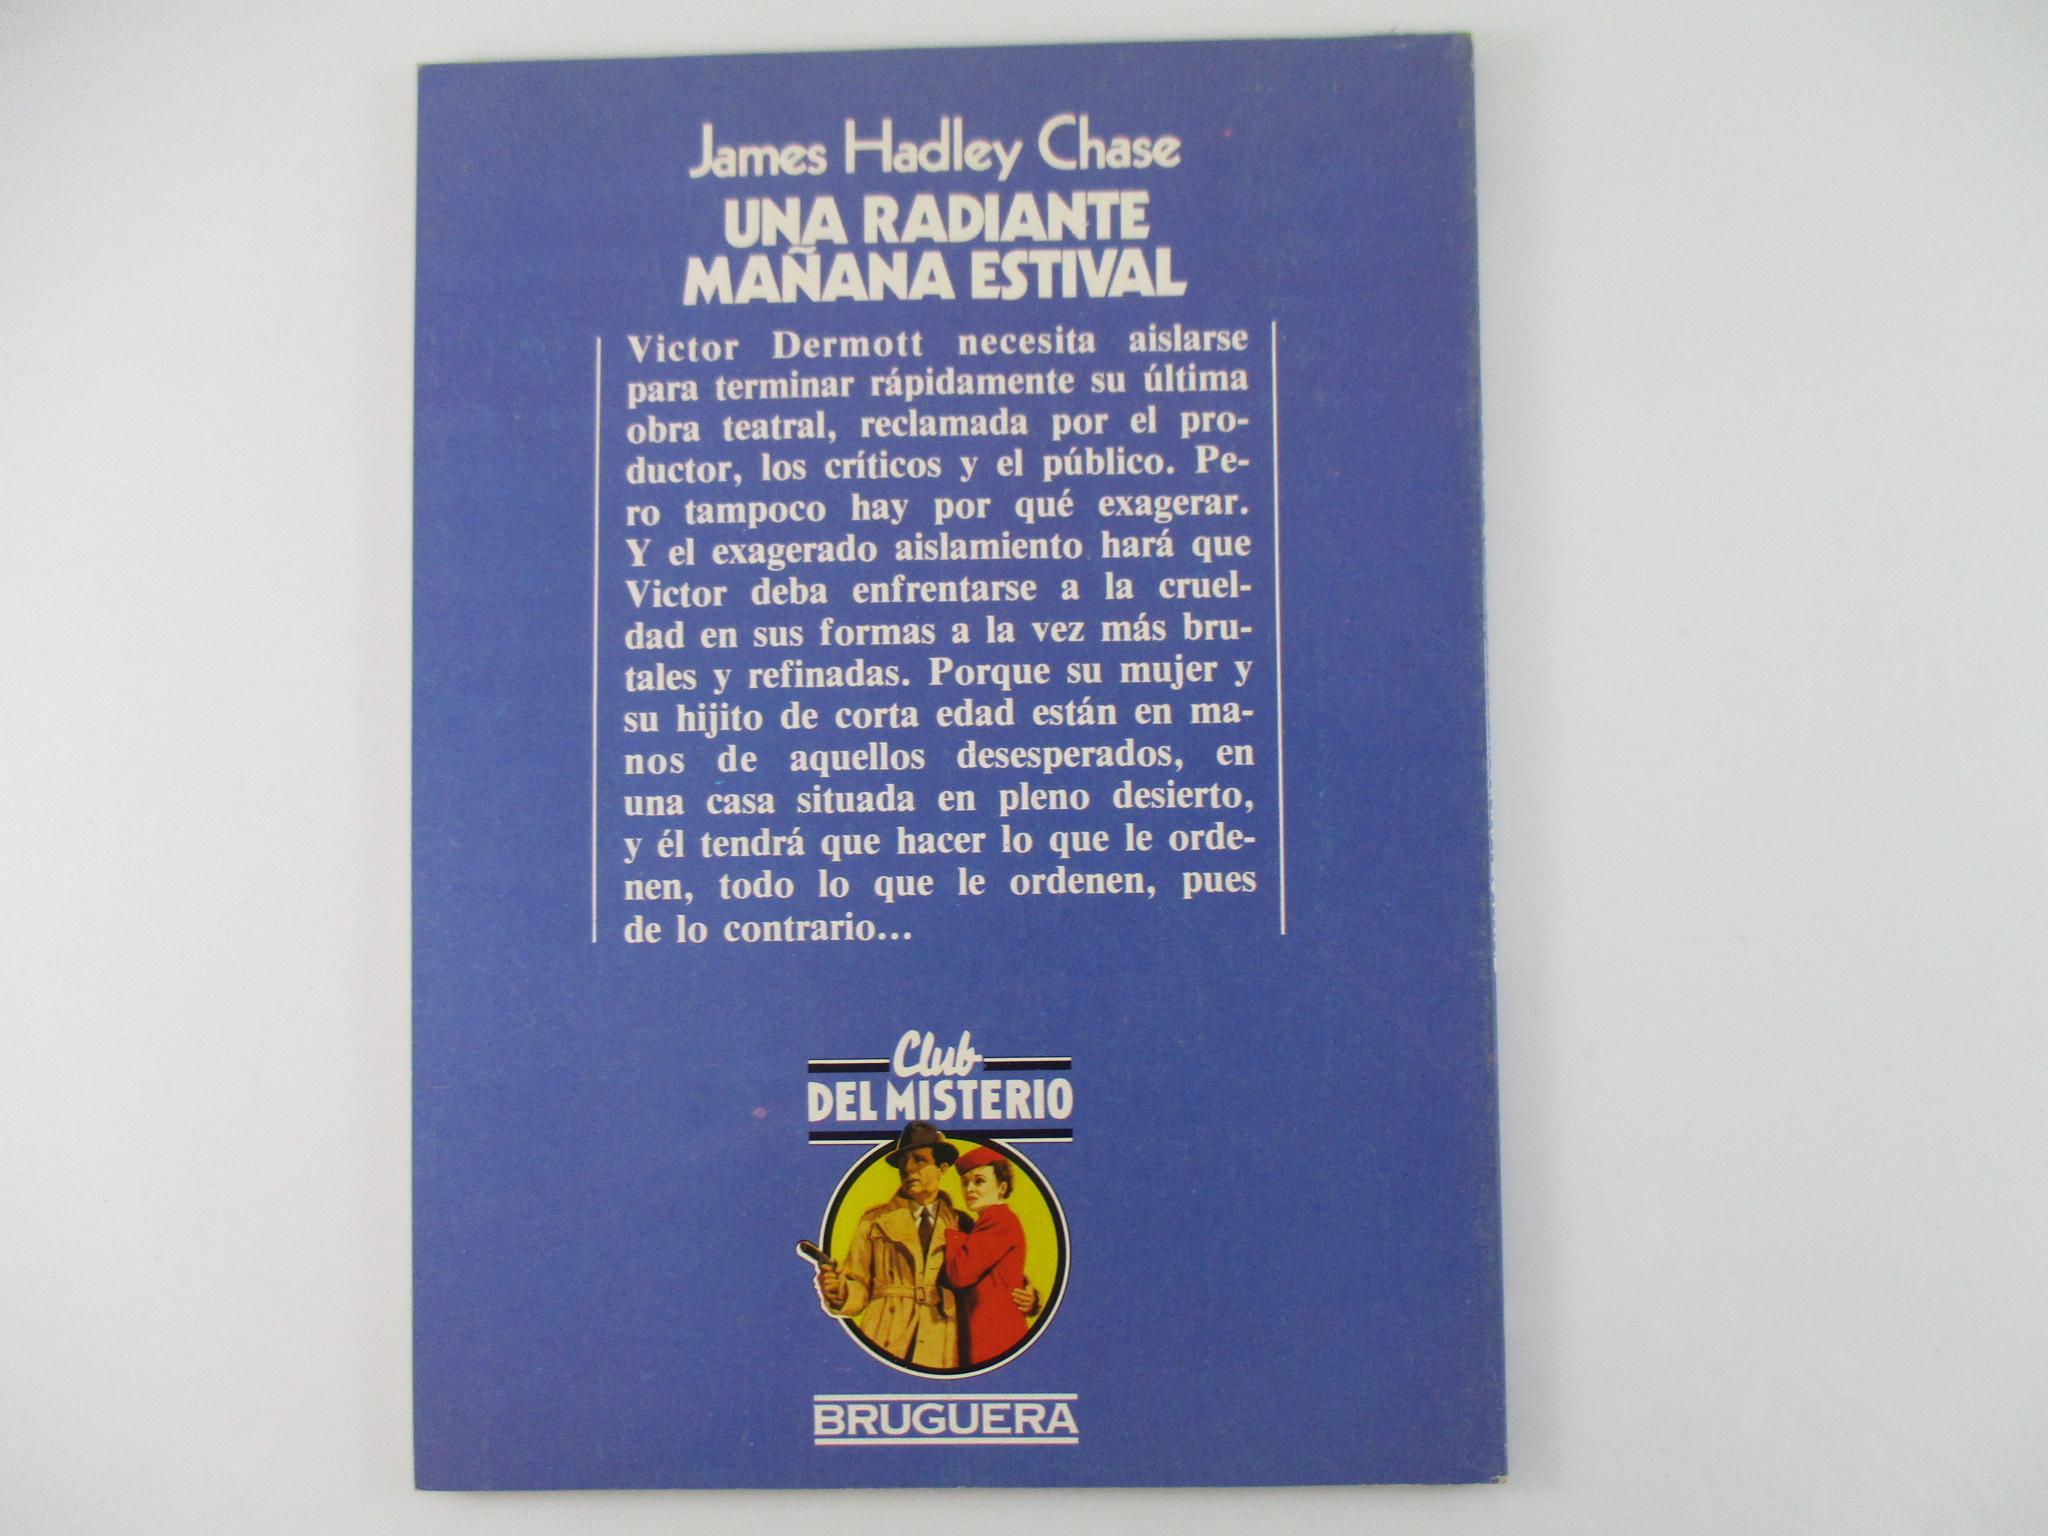 James Hadley Chase
UNA RADIANTE
MAÑANA ESTIVAL
Victor Dermott necesita aislarse
para terminar rápidamente su última
obra teatral, reclamada por el pro-
ductor, los críticos y el público. Pe-
ro tampoco hay por qué exagerar.
Y el exagerado aislamiento hará que
Victor deba enfrentarse a la cruel-
dad en sus formas a la vez más bru-
tales y refinadas. Porque su mujer y
su hijito de corta edad están en ma-
nos de aquellos desesperados, en
una casa situada en pleno desierto,
y él tendrá que hacer lo que le orde-
nen, todo lo que le ordenen, pues
de lo contrario...
Club
DEL MISTERIO
BRUGUERA